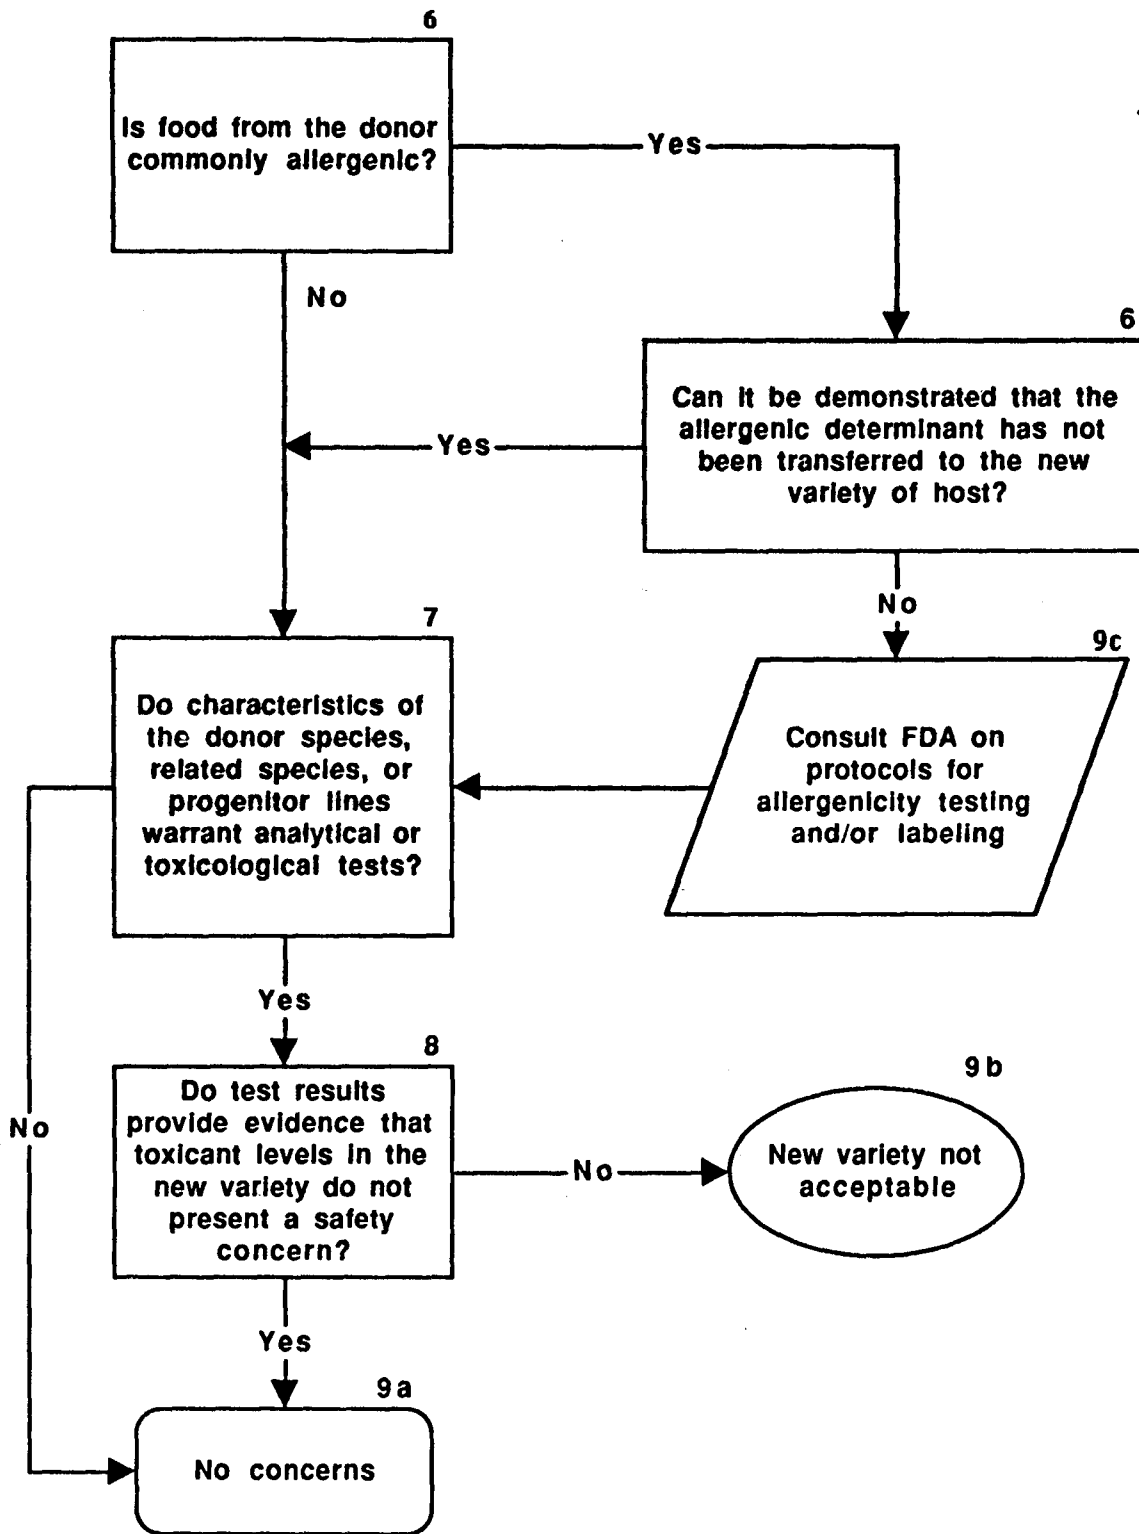 6
Is food from the donor
commonly allergenic?
Yes
No
6
Can it be demonstrated that the
allergenic determinant has not
been transferred to the new
variety of host?
Yes
No
7
Do characteristics of
the donor species,
related species, or
progenitor lines
warrant analytical or
toxicological tests?
9c
Consult FDA on
protocols for
allergenicity testing
and/or labeling
Yes
No
8
Do test results
provide evidence that
toxicant levels in the
new variety do not
present a safety
concern?
No
9b
New variety not
acceptable
Yes
9a
No concerns